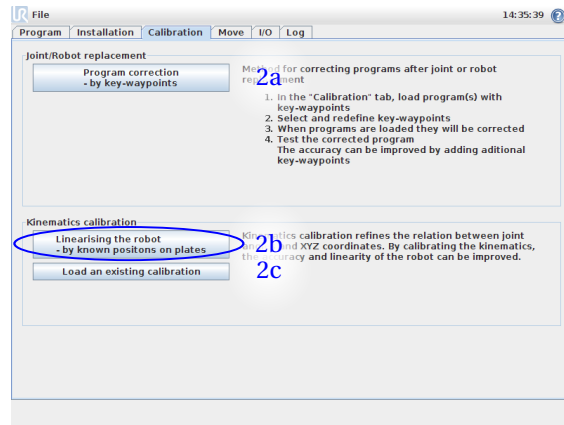 File 14:35:39
Program Installation Calibration Move I/O Log
Joint/Robot replacement
Program correction
- by key-waypoints
2a
Method for correcting programs after joint or robot
replacement
1. In the "Calibration" tab, load program(s) with
key-waypoints
2. Select and redefine key-waypoints
3. When programs are loaded they will be corrected
4. Test the corrected program
The accuracy can be improved by adding aditional
key-waypoints
Kinematics calibration
Linearising the robot
- by known positons on plates
2b
Kinematics calibration refines the relation between joint
and XYZ coordinates. By calibrating the kinematics,
the accuracy and linearity of the robot can be improved.
Load an existing calibration
2c